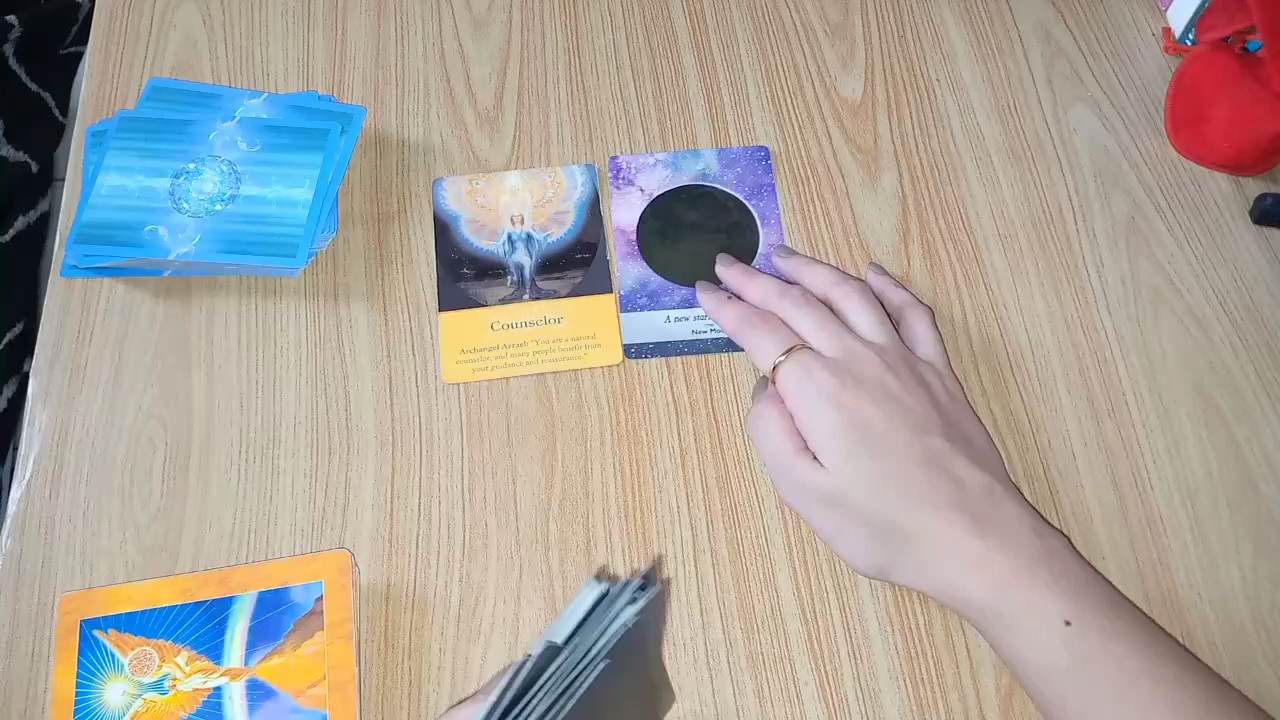 Counselor
Archangel Azrael: "You are a natural
counselor, and many people benefit from
your guidance and reassurance."
A new star
New Mo